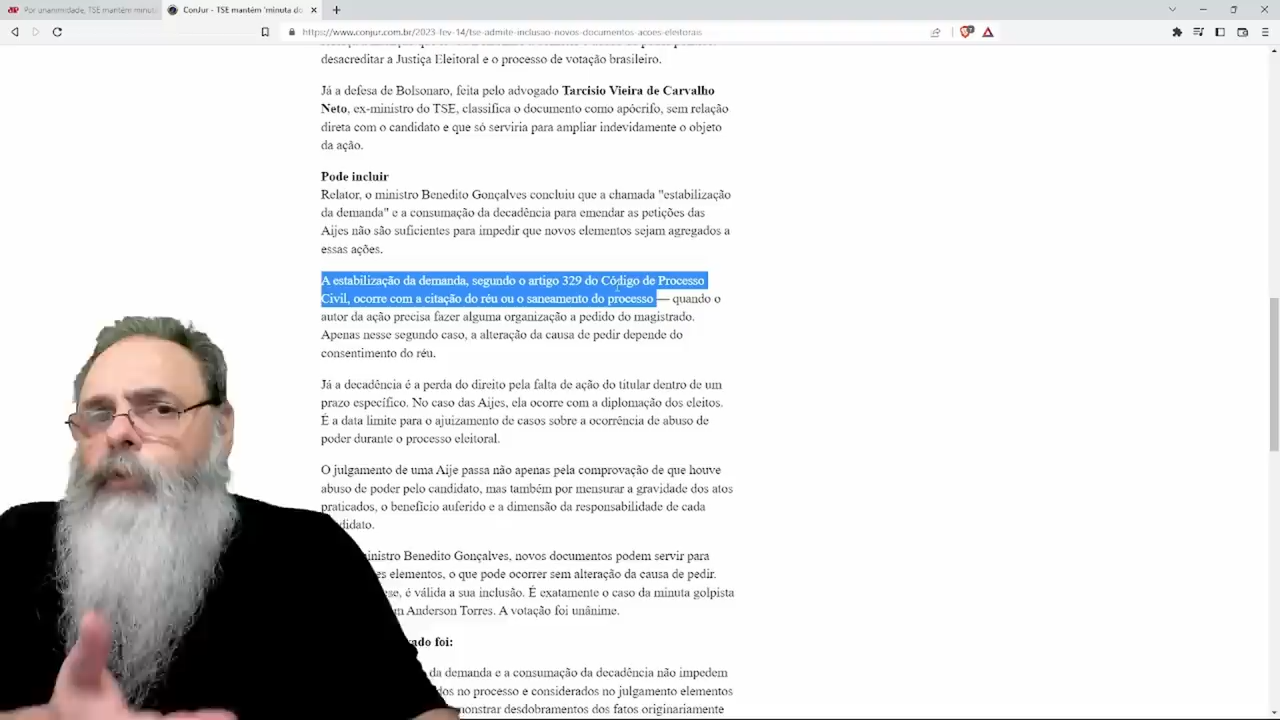 Por unanimidade, TSE mantém minuta
ConJur - TSE mantém 'minuta do
https://www.conjur.com.br/2023-fev-14/tse-admite-inclusao-novos-documentos-acoes-eleitorais
desacreditar a Justiça Eleitoral e o processo de votação brasileiro.
Já a defesa de Bolsonaro, feita pelo advogado Tarcisio Vieira de Carvalho
Neto, ex-ministro do TSE, classifica o documento como apócrifo, sem relação
direta com o candidato e que só serviria para ampliar indevidamente o objeto
da ação.
Pode incluir
Relator, o ministro Benedito Gonçalves concluiu que a chamada "estabilização
da demanda" e a consumação da decadência para emendar as petições das
Aijes não são suficientes para impedir que novos elementos sejam agregados a
essas ações.
A estabilização da demanda, segundo o artigo 329 do Código de Processo
Civil, ocorre com a citação do réu ou o saneamento do processo — quando o
autor da ação precisa fazer alguma organização a pedido do magistrado.
Apenas nesse segundo caso, a alteração da causa de pedir depende do
consentimento do réu.
Já a decadência é a perda do direito pela falta de ação do titular dentro de um
prazo específico. No caso das Aijes, ela ocorre com a diplomação dos eleitos.
É a data limite para o ajuizamento de casos sobre a ocorrência de abuso de
poder durante o processo eleitoral.
O julgamento de uma Aije passa não apenas pela comprovação de que houve
abuso de poder pelo candidato, mas também por mensurar a gravidade dos atos
praticados, o benefício auferido e a dimensão da responsabilidade de cada
didato.
ministro Benedito Gonçalves, novos documentos podem servir para
es elementos, o que pode ocorrer sem alteração da causa de pedir.
ese, é válida a sua inclusão. É exatamente o caso da minuta golpista
m Anderson Torres. A votação foi unânime.
ado foi:
da demanda e a consumação da decadência não impedem
dos no processo e considerados no julgamento elementos
monstrar desdobramentos dos fatos originariamente